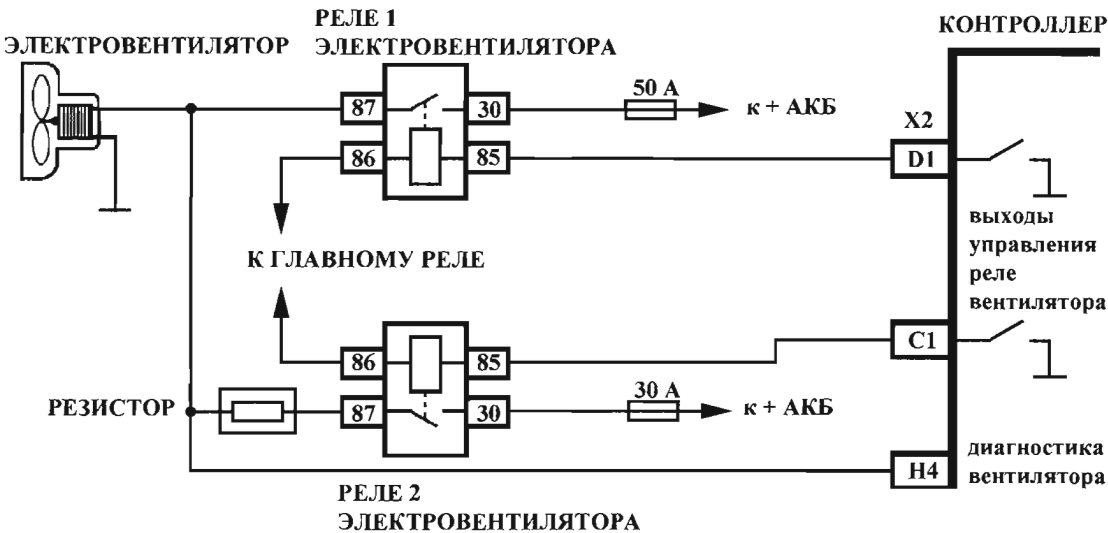 РЕЛЕ 1
ЭЛЕКТРОВЕНТИЛЯТОРА
ЭЛЕКТРОВЕНТИЛЯТОР
КОНТРОЛЛЕР
87
30
50 А
к + АКБ
X2
86
85
D1
выходы
управления
реле
вентилятора
К ГЛАВНОМУ РЕЛЕ
86
85
C1
РЕЗИСТОР
87
30
30 А
к + АКБ
H4
диагностика
вентилятора
РЕЛЕ 2
ЭЛЕКТРОВЕНТИЛЯТОРА